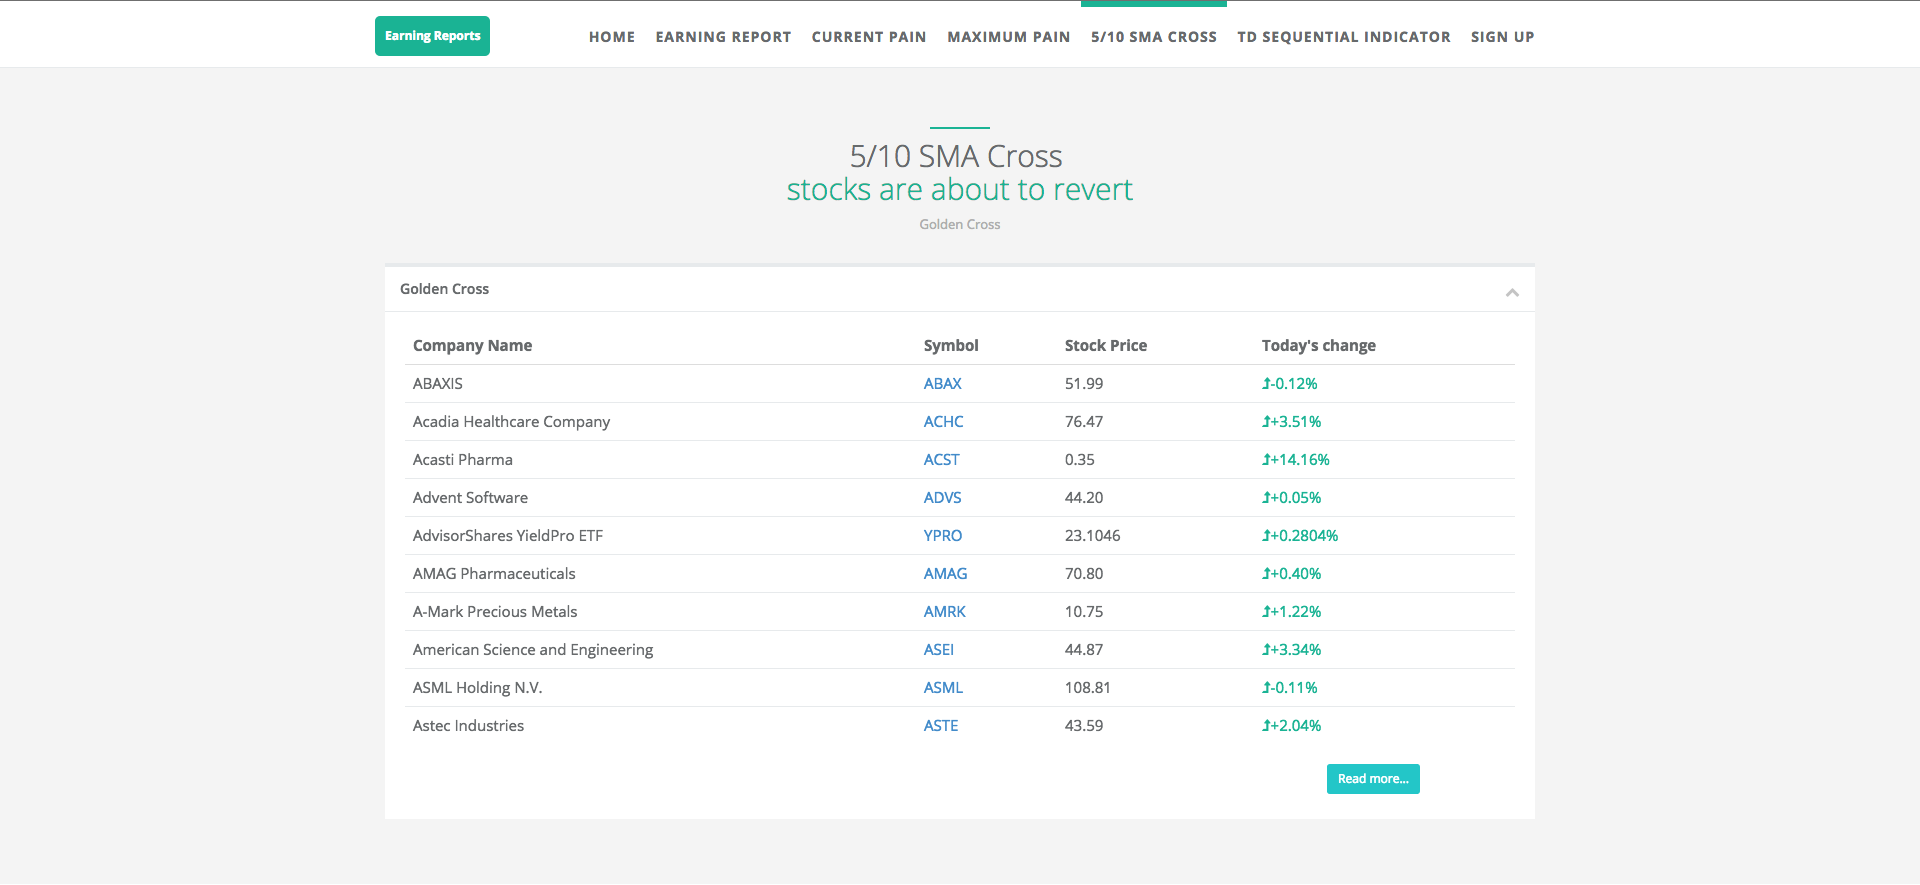 Earning Reports
HOME EARNING REPORT CURRENT PAIN MAXIMUM PAIN 5/10 SMA CROSS TD SEQUENTIAL INDICATOR SIGN UP
5/10 SMA Cross
stocks are about to revert
Golden Cross
Golden Cross
Company Name Symbol Stock Price Today's change
ABAXIS ABAX 51.99 -0.12%
Acadia Healthcare Company ACHC 76.47 +3.51%
Acasti Pharma ACST 0.35 +14.16%
Advent Software ADVS 44.20 +0.05%
AdvisorShares YieldPro ETF YPRO 23.1046 +0.2804%
AMAG Pharmaceuticals AMAG 70.80 +0.40%
A-Mark Precious Metals AMRK 10.75 +1.22%
American Science and Engineering ASEI 44.87 +3.34%
ASML Holding N.V. ASML 108.81 -0.11%
Astec Industries ASTE 43.59 +2.04%
Read more...